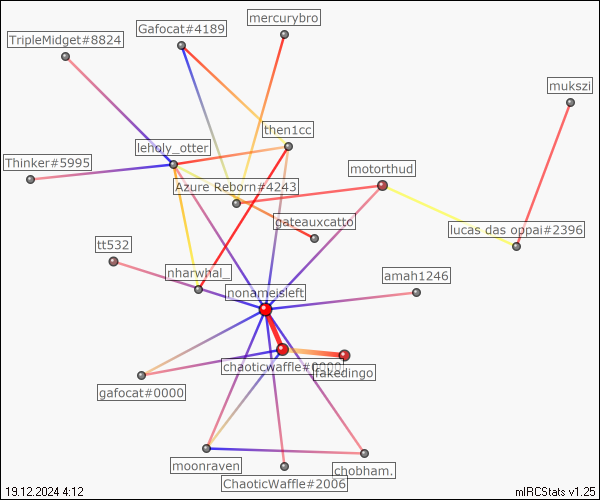 mercurybro
Gafocat#4189
TripleMidget#8824
mukszi
then1cc
leholy_otter
Thinker#5995
motorthud
Azure Reborn#4243
gateauxcatto
lucas das oppai#2396
tt532
nharwhal_
amah1246
nonameisleft
chaoticwaffle#0000
fakedingo
gafocat#0000
moonraven
chobham.
ChaoticWaffle#2006
19.12.2024 4:12
mIRCStats v1.25